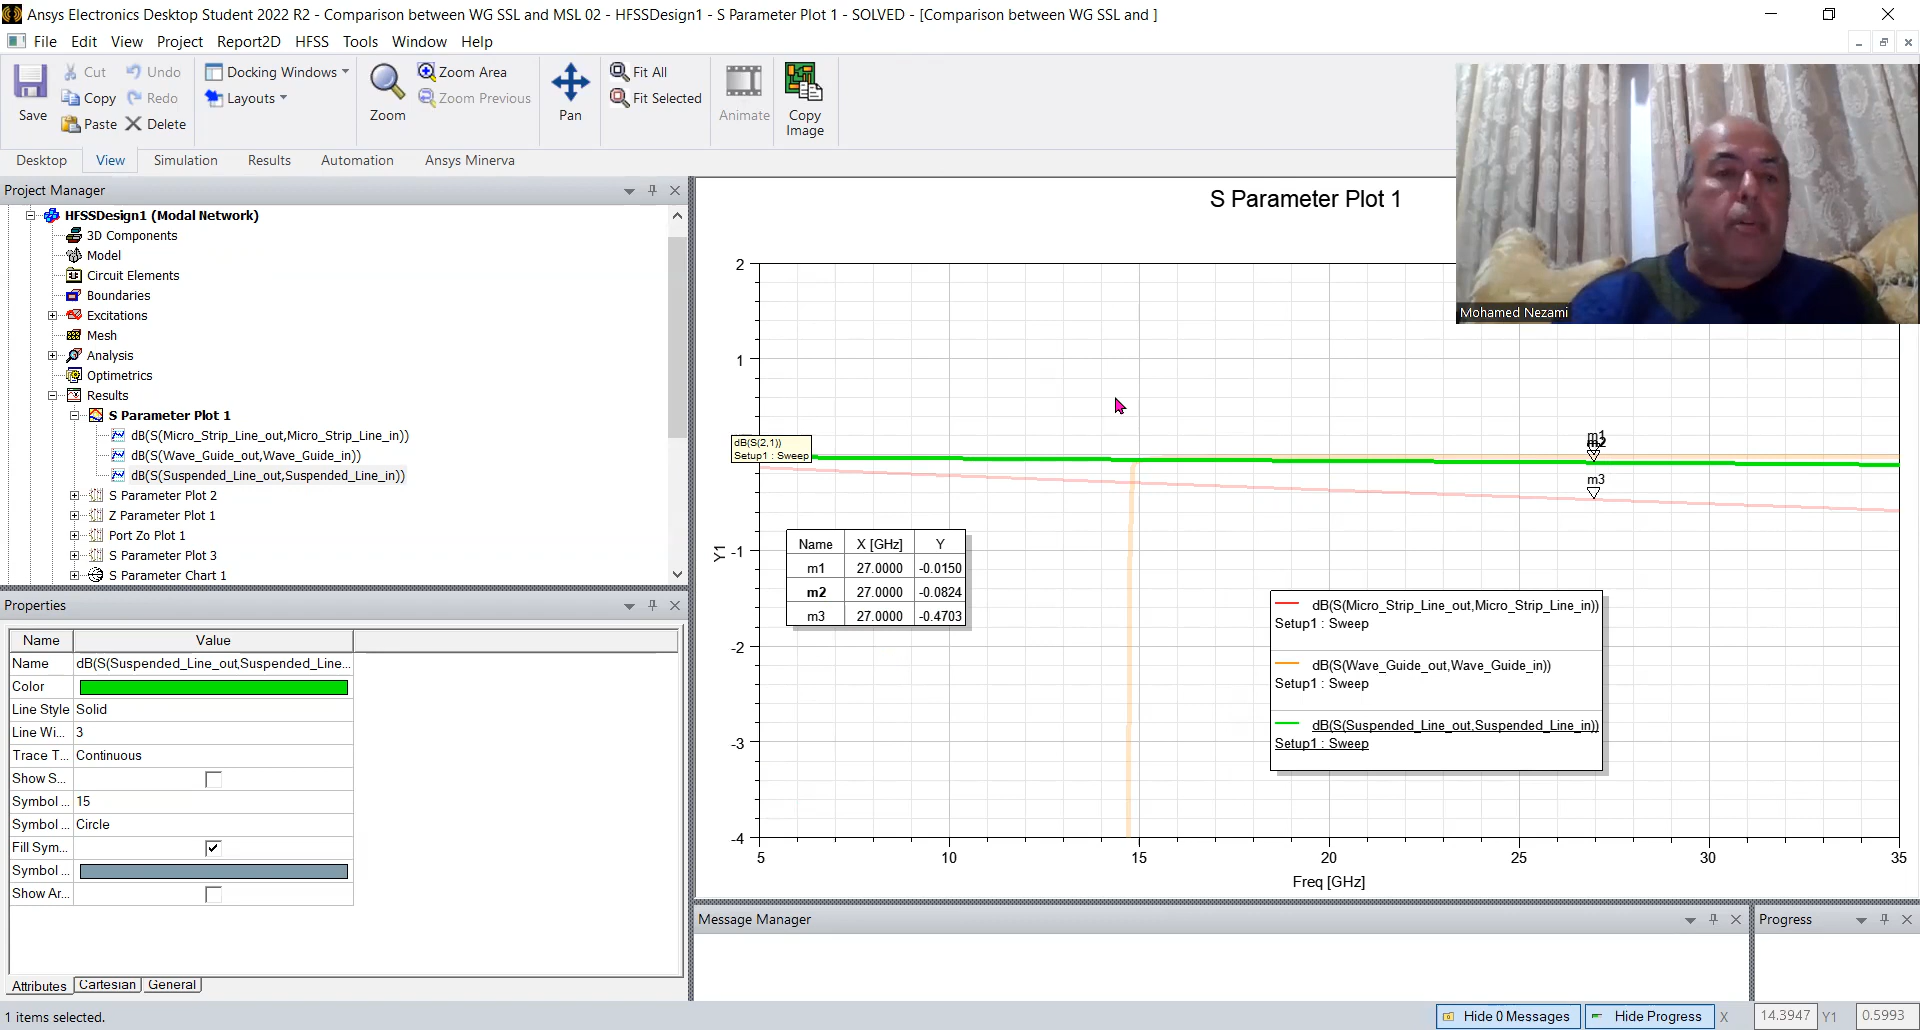 Ansys Electronics Desktop Student 2022 R2 - Comparison between WG SSL and MSL 02 - HFSSDesign1 - S Parameter Plot 1 - SOLVED - [Comparison between WG SSL and ]
File Edit View Project Report2D HFSS Tools Window Help
Save
Cut Undo
Copy Redo
Paste Delete
Docking Windows
Layouts
Zoom
Zoom Area
Zoom Previous
Pan
Fit All
Fit Selected
Animate
Copy
Image
Desktop View Simulation Results Automation Ansys Minerva
Project Manager
HFSSDesign1 (Modal Network)
3D Components
Model
Circuit Elements
Boundaries
Excitations
Mesh
Analysis
Optimetrics
Results
S Parameter Plot 1
dB(S(Micro_Strip_Line_out,Micro_Strip_Line_in))
dB(S(Wave_Guide_out,Wave_Guide_in))
dB(S(Suspended_Line_out,Suspended_Line_in))
S Parameter Plot 2
Z Parameter Plot 1
Port Zo Plot 1
S Parameter Plot 3
S Parameter Chart 1
Properties
Name Value
Name dB(S(Suspended_Line_out,Suspended_Line...
Color
Line Style Solid
Line Wi... 3
Trace T... Continuous
Show S...
Symbol ... 15
Symbol ... Circle
Fill Sym...
Symbol ...
Show Ar...
Attributes Cartesian General
S Parameter Plot 1
Mohamed Nezami
2
1
-1
-2
-3
-4
Y1
dB(S(2,1))
Setup1 : Sweep
m1
m2
m3
Name X [GHz] Y
m1 27.0000 -0.0150
m2 27.0000 -0.0824
m3 27.0000 -0.4703
dB(S(Micro_Strip_Line_out,Micro_Strip_Line_in))
Setup1 : Sweep
dB(S(Wave_Guide_out,Wave_Guide_in))
Setup1 : Sweep
dB(S(Suspended_Line_out,Suspended_Line_in))
Setup1 : Sweep
5 10 15 20 25 30 35
Freq [GHz]
Message Manager
Progress
1 items selected.
Hide 0 Messages Hide Progress X 14.3947 Y1 0.5993